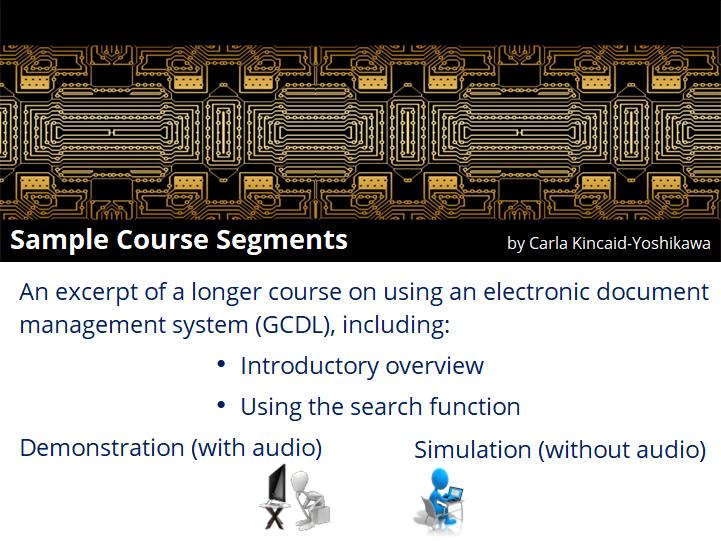 Sample Course Segments
by Carla Kincaid-Yoshikawa
An excerpt of a longer course on using an electronic document
management system (GCDL), including:
• Introductory overview
• Using the search function
Demonstration (with audio)
Simulation (without audio)